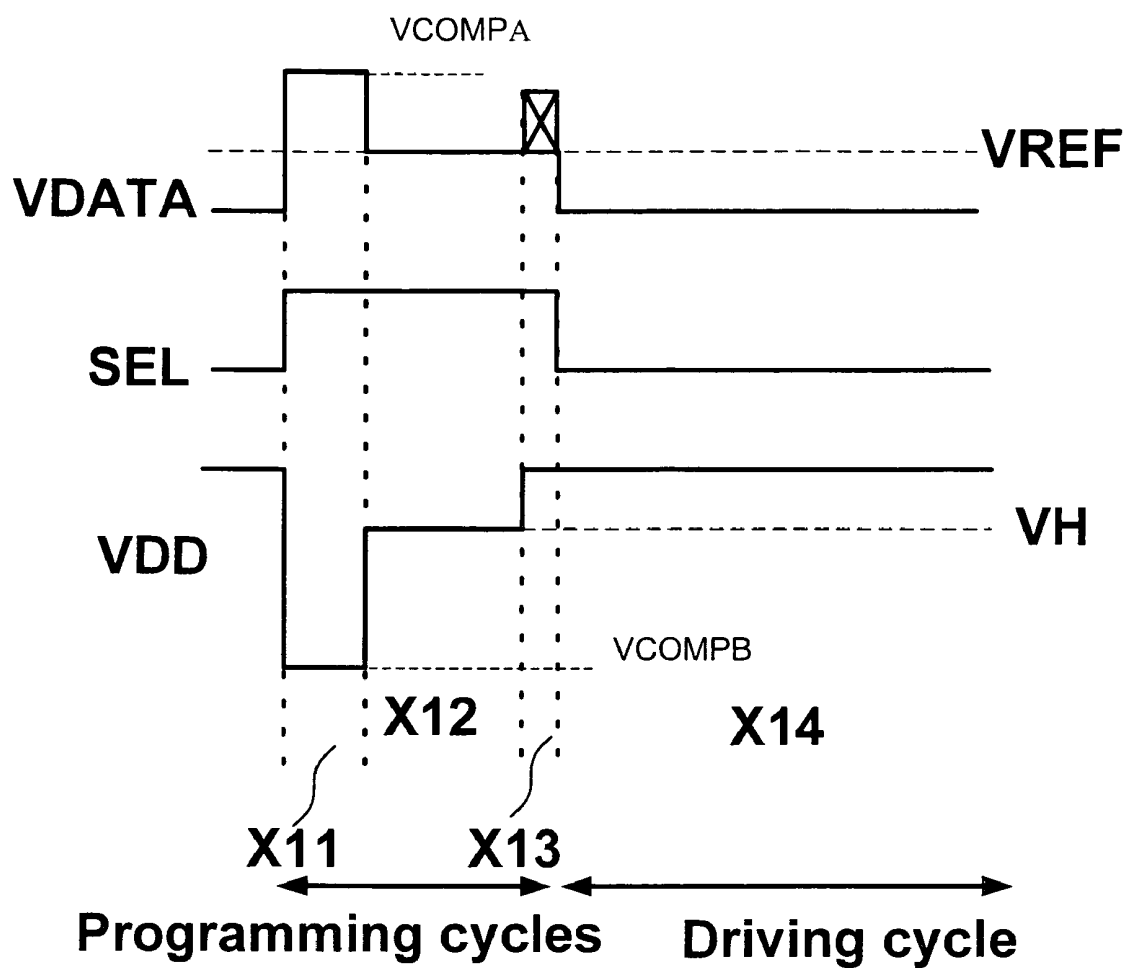 VCOMPA
VREF
VDATA
SEL
VDD
VH
VCOMPB
X12
X14
X11
X13
Programming cycles
Driving cycle